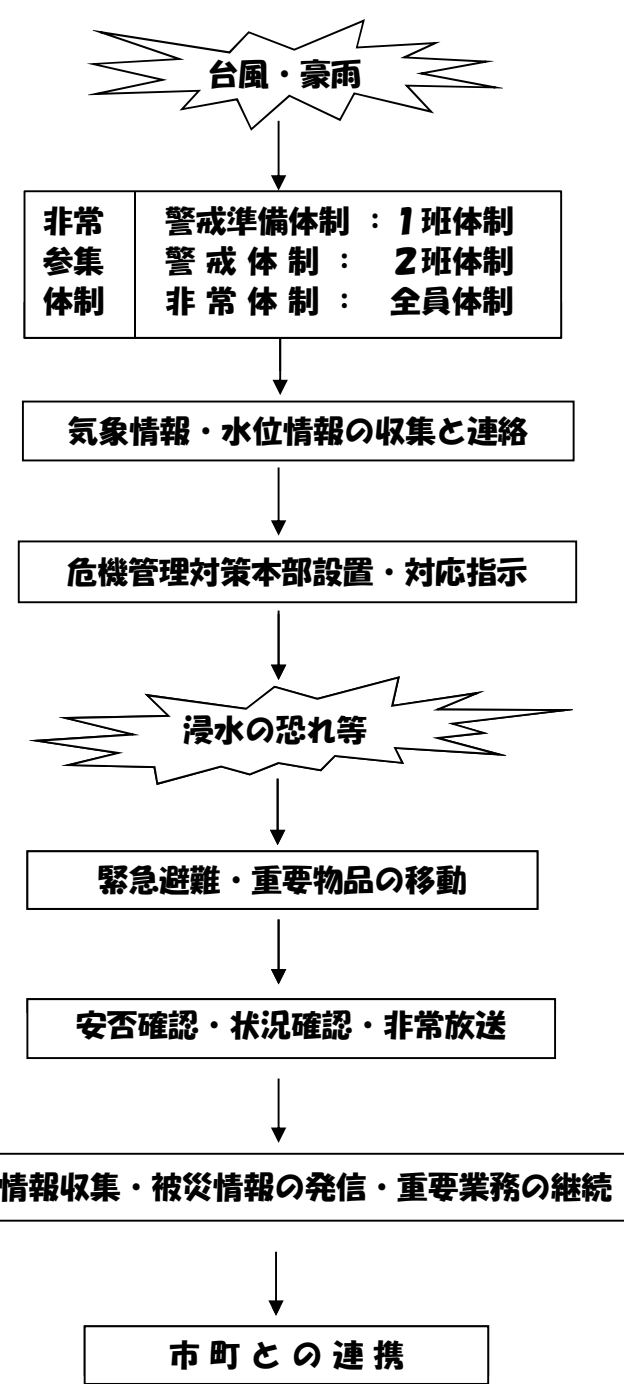 台風・豪雨
非常 警戒準備体制 : 1班体制
参集 警戒体制 : 2班体制
体制 非常体制 : 全員体制
気象情報・水位情報の収集と連絡
危機管理対策本部設置・対応指示
浸水の恐れ等
緊急避難・重要物品の移動
安否確認・状況確認・非常放送
情報収集・被災情報の発信・重要業務の継続
市町との連携